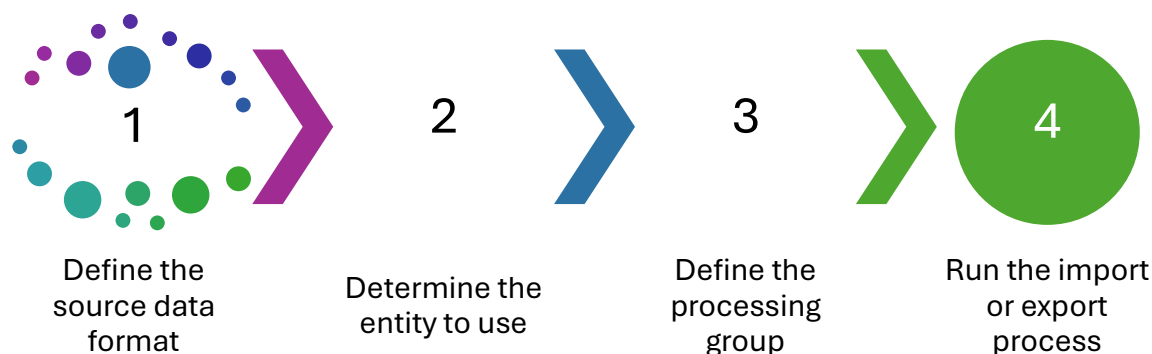 1
Define the
source data
format
2
Determine the
entity to use
3
Define the
processing
group
4
Run the import
or export
process